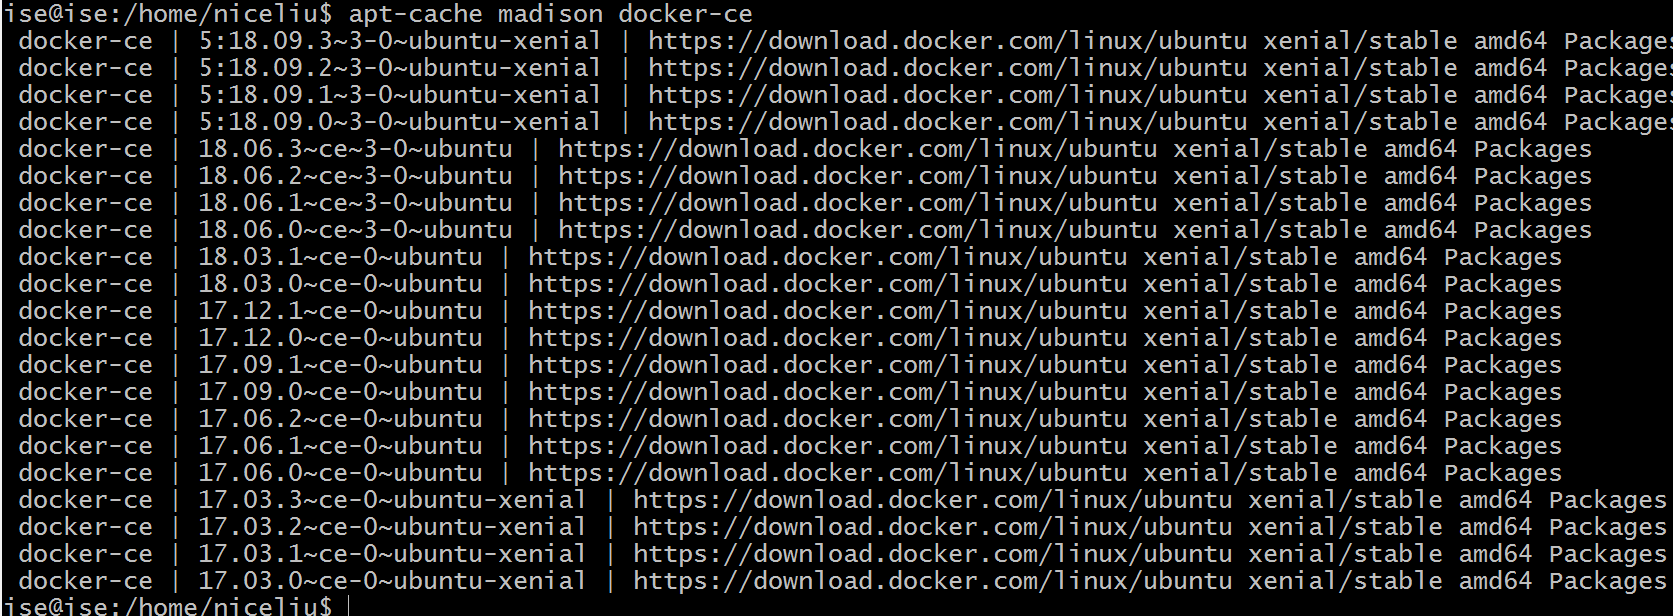 ise@ise:/home/niceliu$ apt-cache madison docker-ce
docker-ce | 5:18.09.3~3-0~ubuntu-xenial | https://download.docker.com/linux/ubuntu xenial/stable amd64 Packages
docker-ce | 5:18.09.2~3-0~ubuntu-xenial | https://download.docker.com/linux/ubuntu xenial/stable amd64 Packages
docker-ce | 5:18.09.1~3-0~ubuntu-xenial | https://download.docker.com/linux/ubuntu xenial/stable amd64 Packages
docker-ce | 5:18.09.0~3-0~ubuntu-xenial | https://download.docker.com/linux/ubuntu xenial/stable amd64 Packages
docker-ce | 18.06.3~ce~3-0~ubuntu | https://download.docker.com/linux/ubuntu xenial/stable amd64 Packages
docker-ce | 18.06.2~ce~3-0~ubuntu | https://download.docker.com/linux/ubuntu xenial/stable amd64 Packages
docker-ce | 18.06.1~ce~3-0~ubuntu | https://download.docker.com/linux/ubuntu xenial/stable amd64 Packages
docker-ce | 18.06.0~ce~3-0~ubuntu | https://download.docker.com/linux/ubuntu xenial/stable amd64 Packages
docker-ce | 18.03.1~ce-0~ubuntu | https://download.docker.com/linux/ubuntu xenial/stable amd64 Packages
docker-ce | 18.03.0~ce-0~ubuntu | https://download.docker.com/linux/ubuntu xenial/stable amd64 Packages
docker-ce | 17.12.1~ce-0~ubuntu | https://download.docker.com/linux/ubuntu xenial/stable amd64 Packages
docker-ce | 17.12.0~ce-0~ubuntu | https://download.docker.com/linux/ubuntu xenial/stable amd64 Packages
docker-ce | 17.09.1~ce-0~ubuntu | https://download.docker.com/linux/ubuntu xenial/stable amd64 Packages
docker-ce | 17.09.0~ce-0~ubuntu | https://download.docker.com/linux/ubuntu xenial/stable amd64 Packages
docker-ce | 17.06.2~ce-0~ubuntu | https://download.docker.com/linux/ubuntu xenial/stable amd64 Packages
docker-ce | 17.06.1~ce-0~ubuntu | https://download.docker.com/linux/ubuntu xenial/stable amd64 Packages
docker-ce | 17.06.0~ce-0~ubuntu | https://download.docker.com/linux/ubuntu xenial/stable amd64 Packages
docker-ce | 17.03.3~ce-0~ubuntu-xenial | https://download.docker.com/linux/ubuntu xenial/stable amd64 Packages
docker-ce | 17.03.2~ce-0~ubuntu-xenial | https://download.docker.com/linux/ubuntu xenial/stable amd64 Packages
docker-ce | 17.03.1~ce-0~ubuntu-xenial | https://download.docker.com/linux/ubuntu xenial/stable amd64 Packages
docker-ce | 17.03.0~ce-0~ubuntu-xenial | https://download.docker.com/linux/ubuntu xenial/stable amd64 Packages
ise@ise:/home/niceliu$